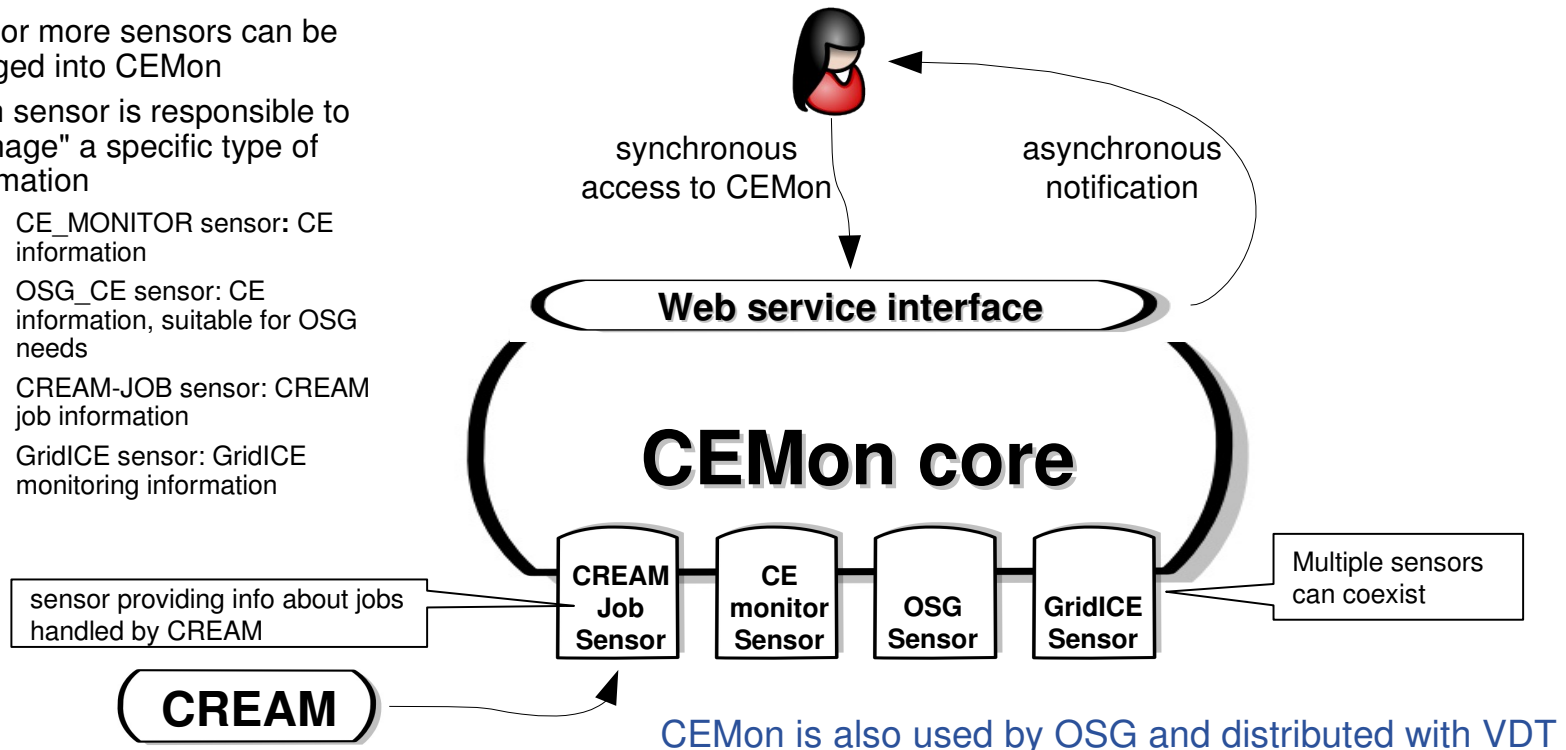 or more sensors can be
ged into CEMon
sensor is responsible to
nage" a specific type of
mation
CE_MONITOR sensor: CE
information
OSG_CE sensor: CE
information, suitable for OSG
needs
CREAM-JOB sensor: CREAM
job information
GridICE sensor: GridICE
monitoring information
synchronous
access to CEMon
asynchronous
notification
Web service interface
CEMon core
CREAM
Job
Sensor
CE
monitor
Sensor
OSG
Sensor
GridICE
Sensor
sensor providing info about jobs
handled by CREAM
Multiple sensors
can coexist
CREAM
CEMon is also used by OSG and distributed with VDT